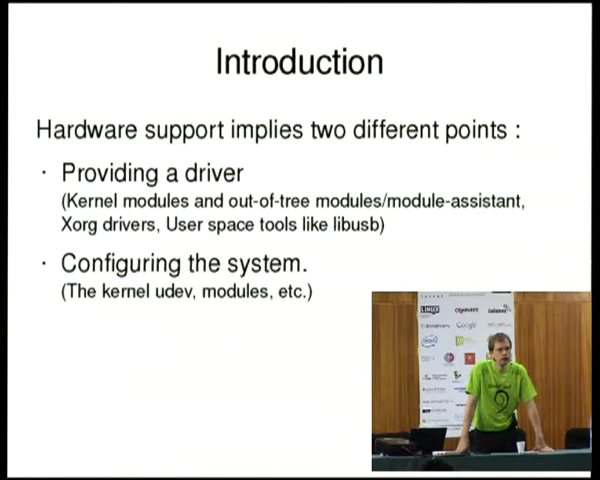 Introduction
Hardware support implies two different points :
· Providing a driver
(Kernel modules and out-of-tree modules/module-assistant,
Xorg drivers, User space tools like libusb)
· Configuring the system.
(The kernel udev, modules, etc.)
Google